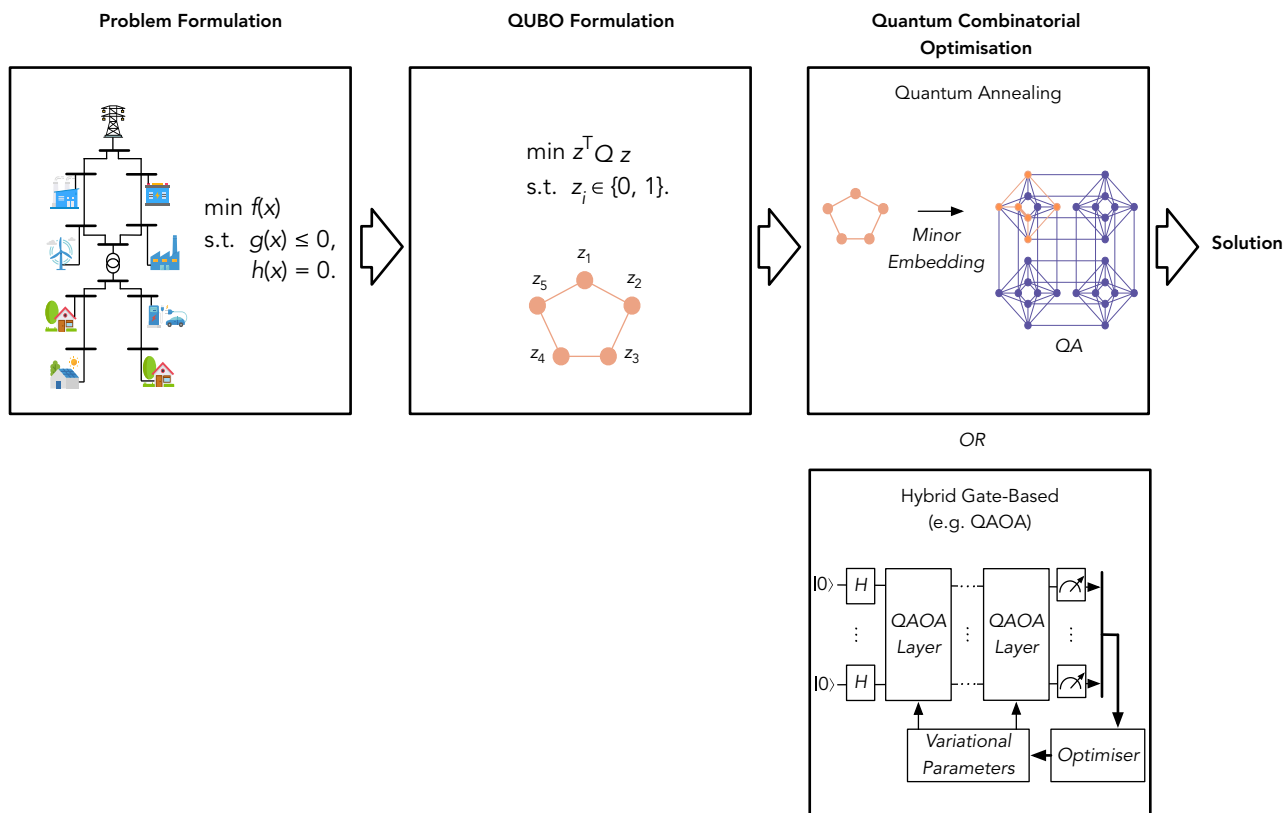 Problem Formulation
QUBO Formulation
Quantum Combinatorial
Optimisation
min f(x)
s.t. g(x) ≤ 0,
h(x) = 0.
min zᵀQ z
s.t. zᵢ ∈ {0, 1}.
z₁
z₅
z₂
z₄
z₃
Quantum Annealing
Minor
Embedding
QA
Solution
OR
Hybrid Gate-Based
(e.g. QAOA)
|0⟩
H
QAOA
Layer
···
QAOA
Layer
···
⋮
⋮
⋮
⋮
|0⟩
H
···
···
Variational
Parameters
Optimiser